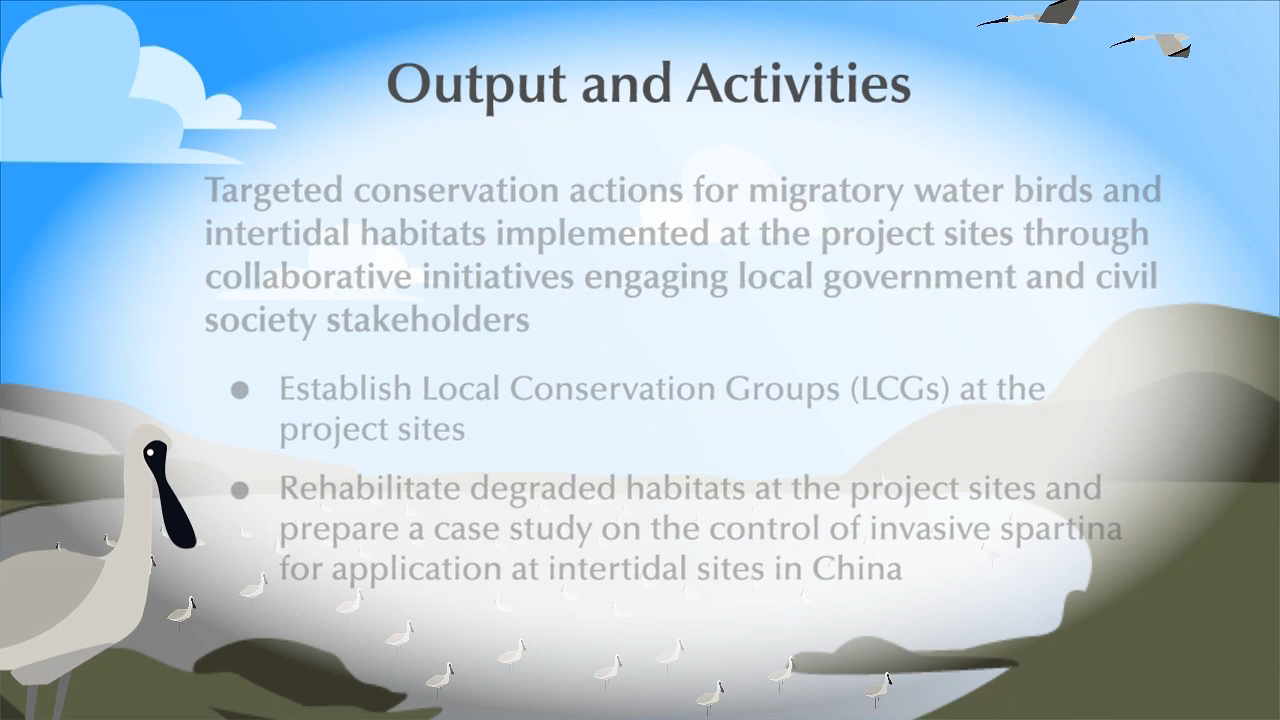 Output and Activities
Targeted conservation actions for migratory water birds and
intertidal habitats implemented at the project sites through
collaborative initiatives engaging local government and civil
society stakeholders
● Establish Local Conservation Groups (LCGs) at the
project sites
● Rehabilitate degraded habitats at the project sites and
prepare a case study on the control of invasive spartina
for application at intertidal sites in China